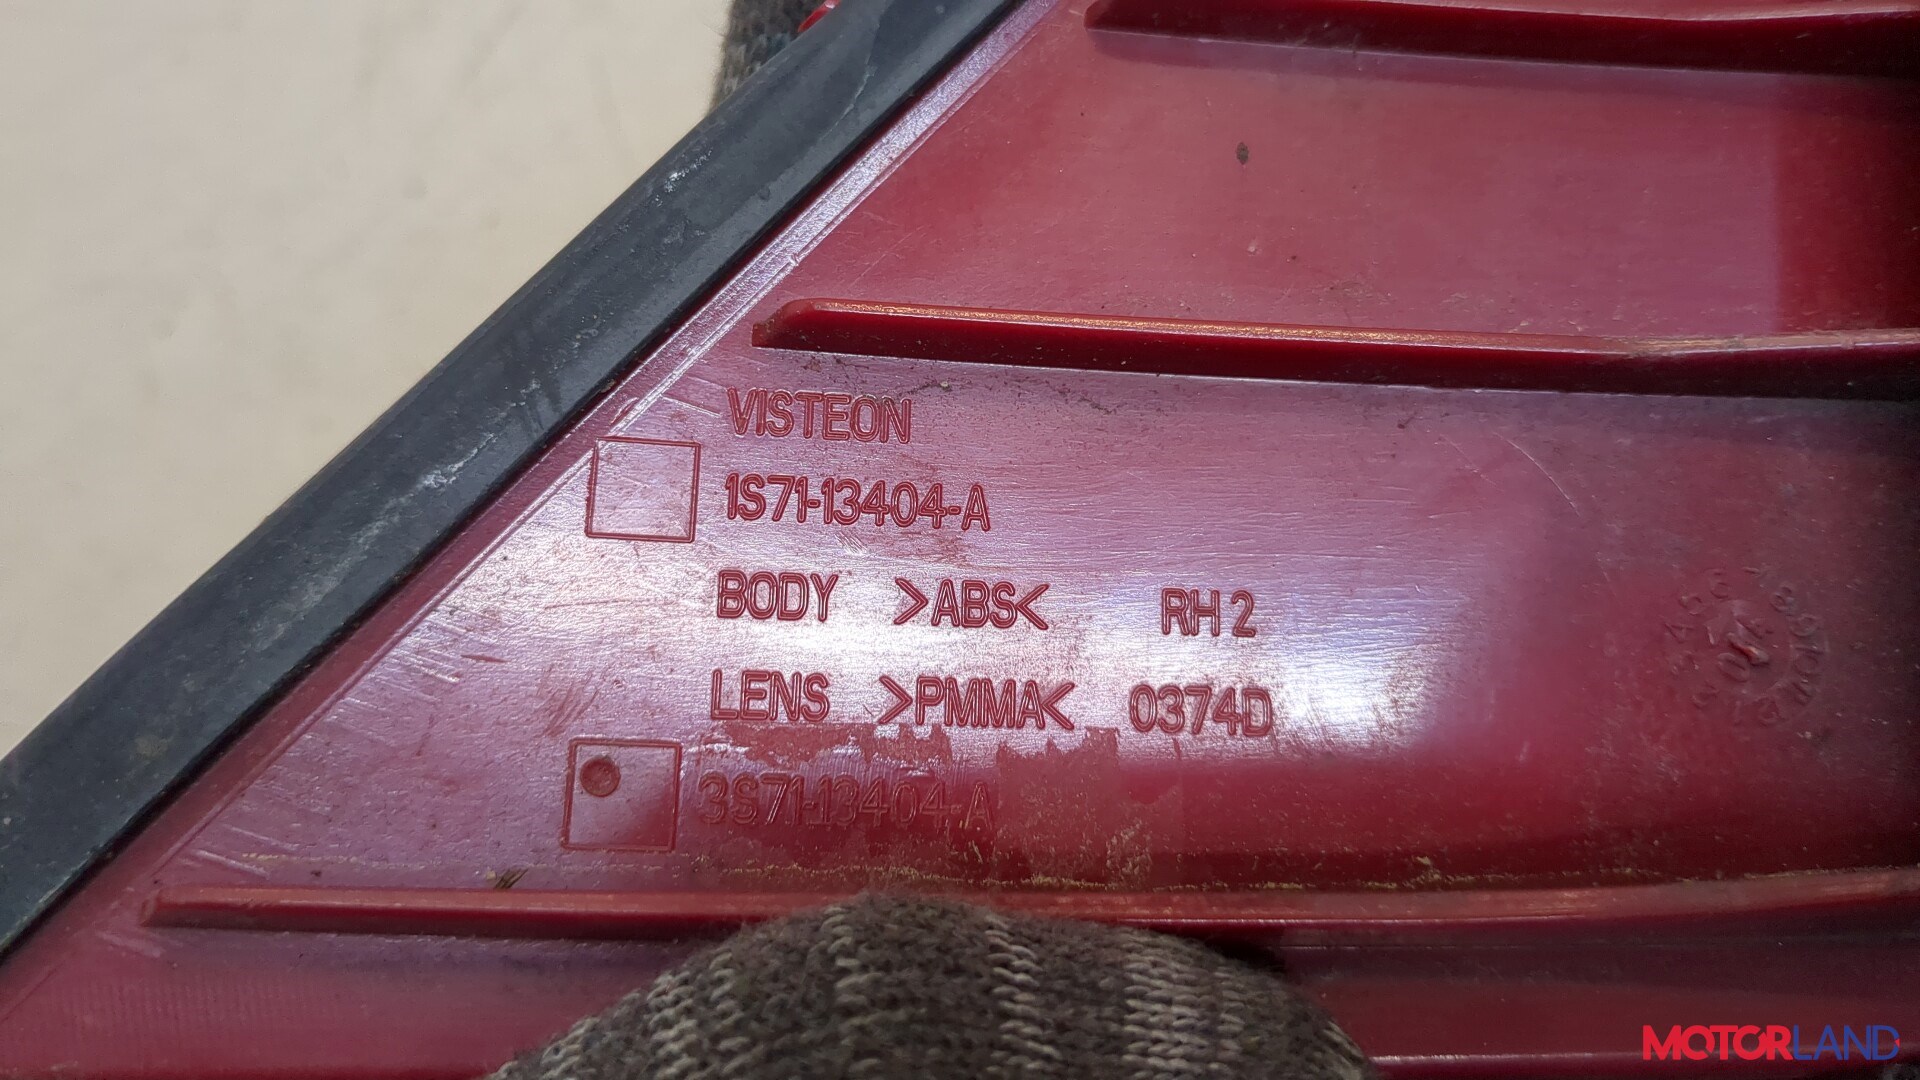 VISTEON
1S71-13404-A
BODY >ABS< RH 2
LENS >PMMA< 0374D
3S71-13404-A
MOTORLAND